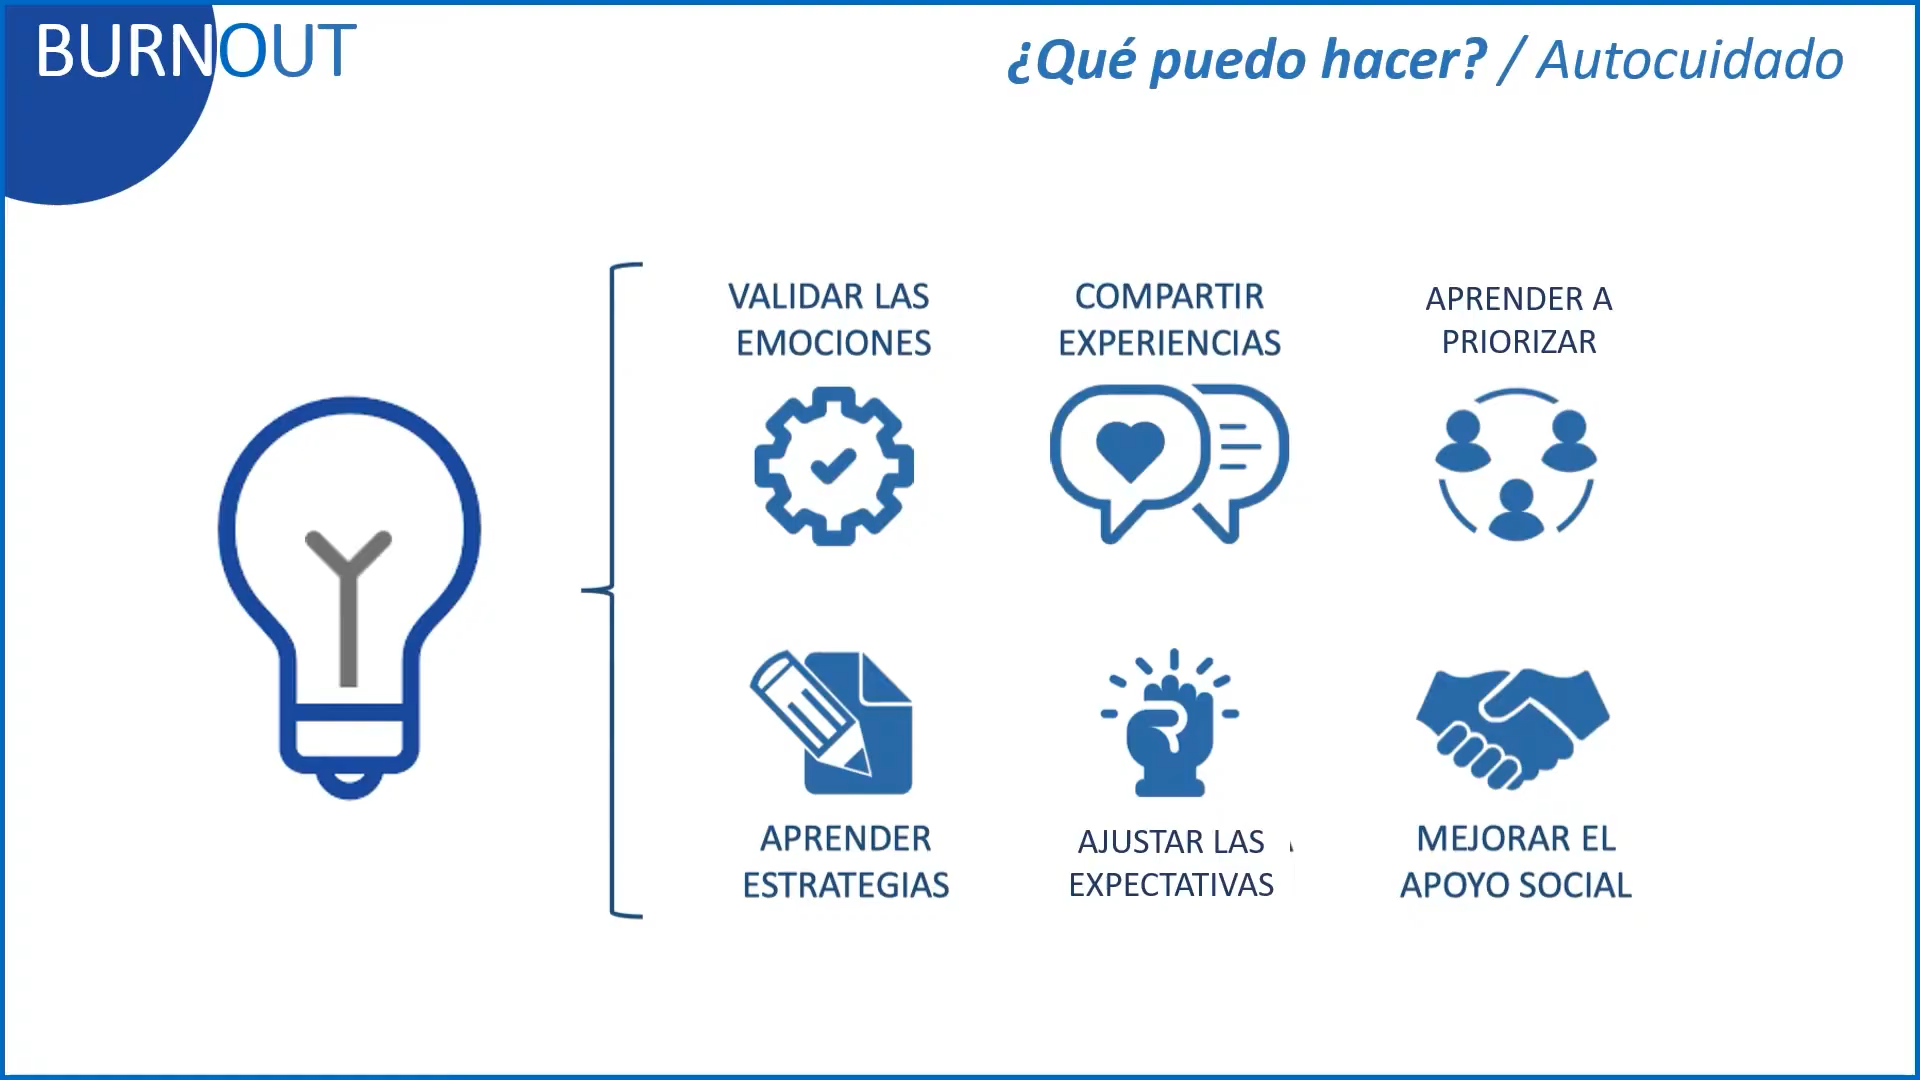 BURNOUT
¿Qué puedo hacer? / Autocuidado
VALIDAR LAS
EMOCIONES
COMPARTIR
EXPERIENCIAS
APRENDER A
PRIORIZAR
APRENDER
ESTRATEGIAS
AJUSTAR LAS
EXPECTATIVAS
MEJORAR EL
APOYO SOCIAL